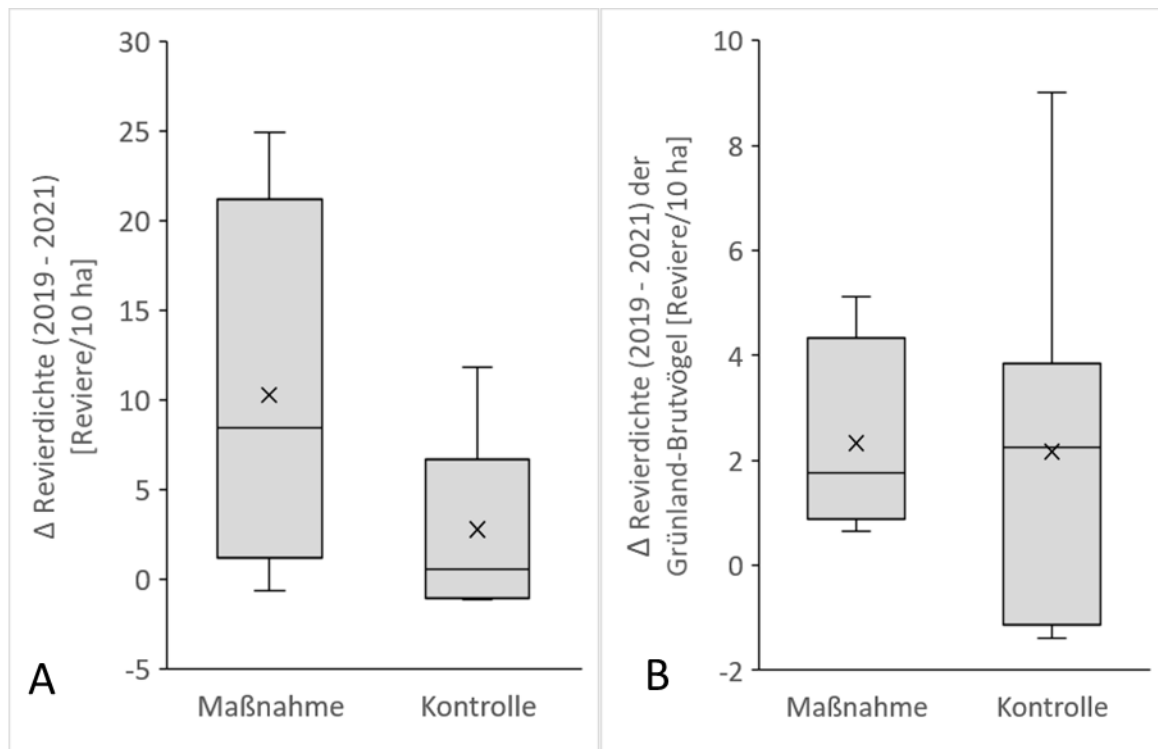 Δ Revierdichte (2019 - 2021)
[Reviere/10 ha]
30
25
20
15
10
5
0
-5
Maßnahme
Kontrolle
A
Δ Revierdichte (2019 - 2021) der
Grünland-Brutvögel [Reviere/10 ha]
10
8
6
4
2
0
-2
Maßnahme
Kontrolle
B